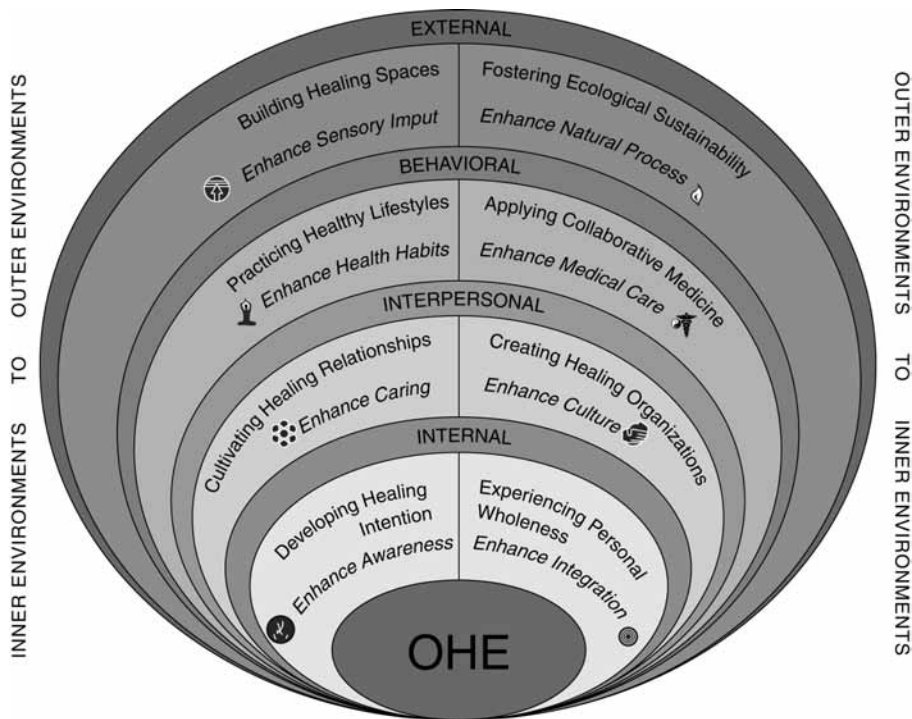 EXTERNAL
Building Healing Spaces
Enhance Sensory Imput
Fostering Ecological Sustainability
Enhance Natural Process
BEHAVIORAL
Practicing Healthy Lifestyles
Enhance Health Habits
Applying Collaborative Medicine
Enhance Medical Care
INTERPERSONAL
Cultivating Healing Relationships
Enhance Caring
Creating Healing Organizations
Enhance Culture
INTERNAL
Developing Healing
Intention
Enhance Awareness
Experiencing Personal
Wholeness
Enhance Integration
OHE
INNER ENVIRONMENTS TO OUTER ENVIRONMENTS
OUTER ENVIRONMENTS TO INNER ENVIRONMENTS